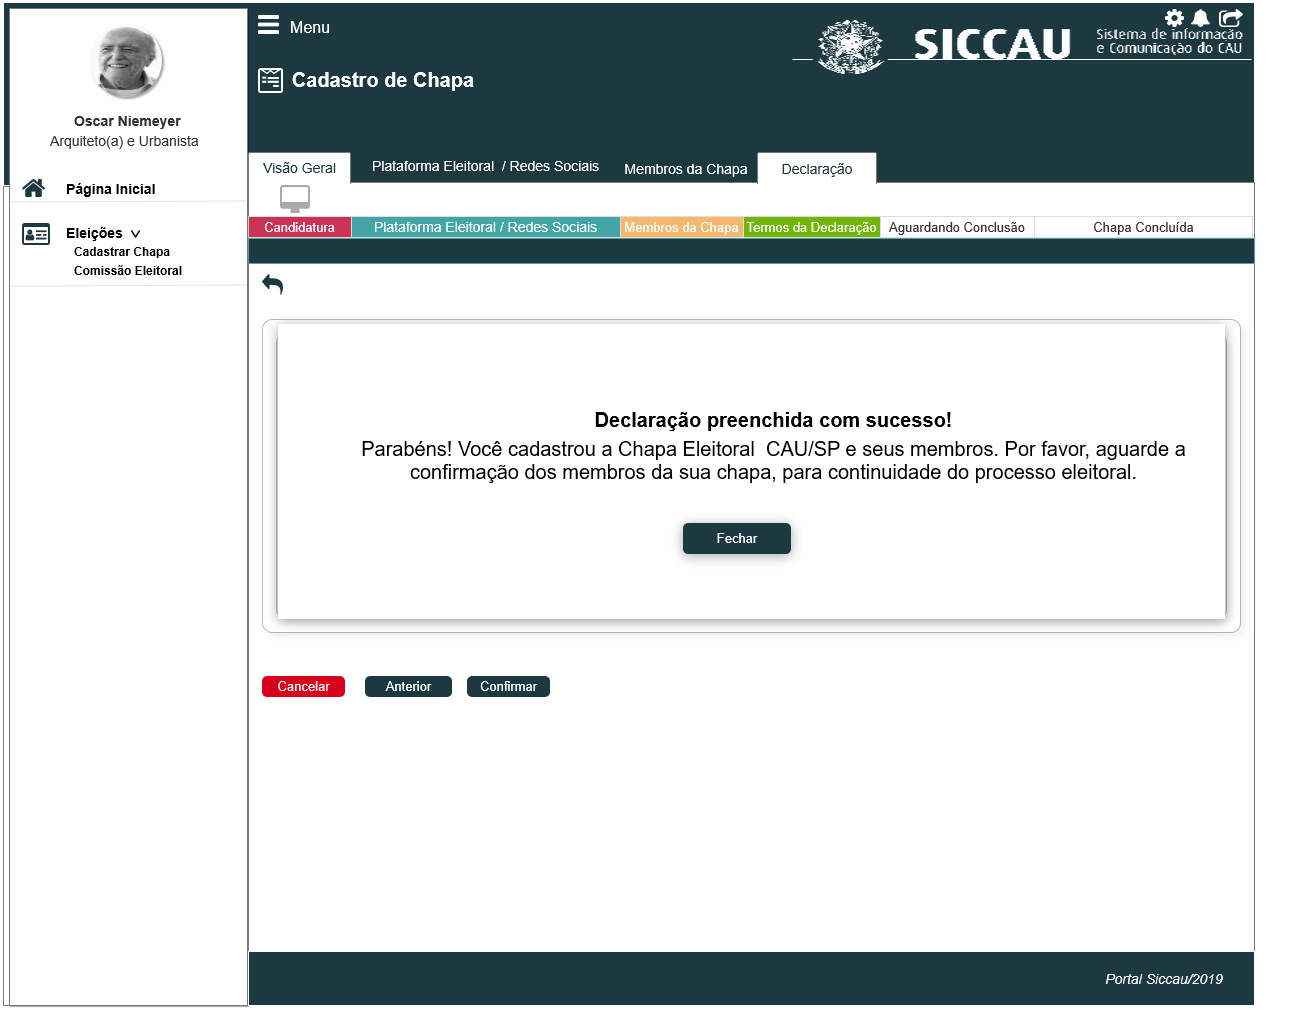 Menu
SICCAU
Sistema de informacão
e Comunicação do CAU
Cadastro de Chapa
Oscar Niemeyer
Arquiteto(a) e Urbanista
Página Inicial
Eleições
Cadastrar Chapa
Comissão Eleitoral
Visão Geral
Plataforma Eleitoral / Redes Sociais
Membros da Chapa
Declaração
Candidatura
Plataforma Eleitoral / Redes Sociais
Membros da Chapa
Termos da Declaração
Aguardando Conclusão
Chapa Concluída
Declaração preenchida com sucesso!
Parabéns! Você cadastrou a Chapa Eleitoral CAU/SP e seus membros. Por favor, aguarde a
confirmação dos membros da sua chapa, para continuidade do processo eleitoral.
Fechar
Cancelar
Anterior
Confirmar
Portal Siccau/2019